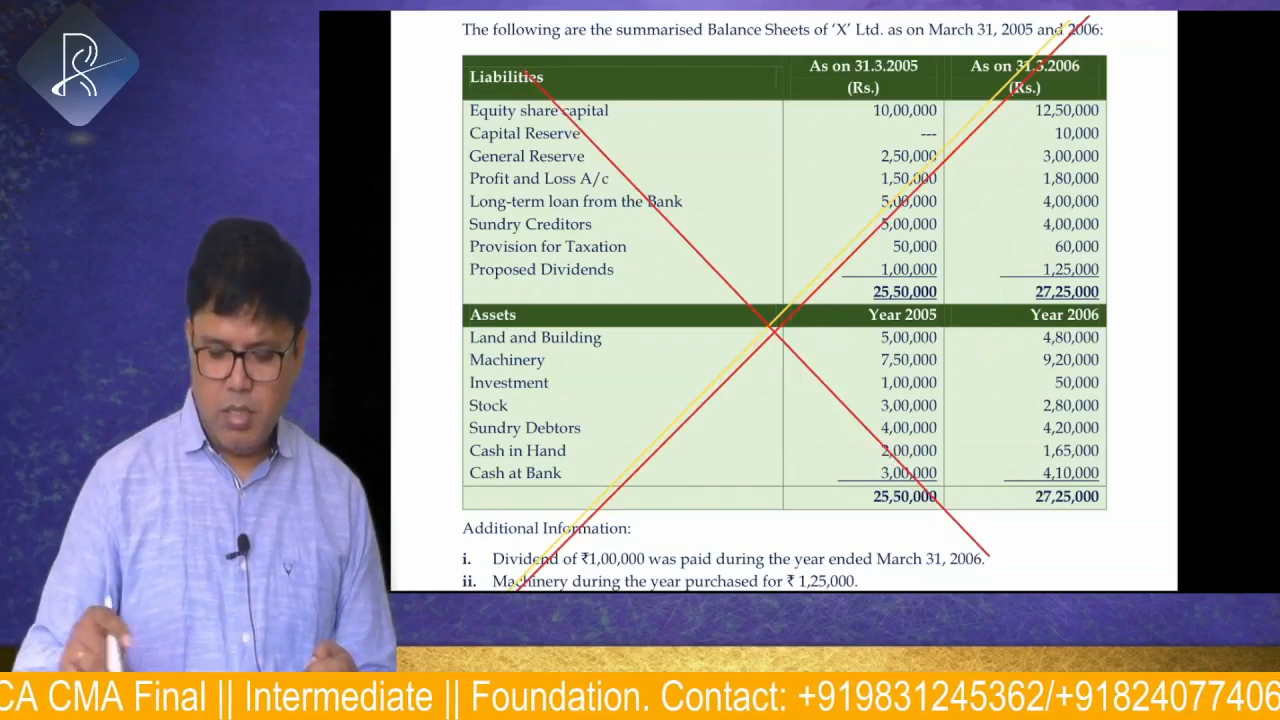 The following are the summarised Balance Sheets of ‘X’ Ltd. as on March 31, 2005 and 2006:
Liabilities As on 31.3.2005 (Rs.) As on 31.3.2006 (Rs.)
Equity share capital 10,00,000 12,50,000
Capital Reserve --- 10,000
General Reserve 2,50,000 3,00,000
Profit and Loss A/c 1,50,000 1,80,000
Long-term loan from the Bank 5,00,000 4,00,000
Sundry Creditors 5,00,000 4,00,000
Provision for Taxation 50,000 60,000
Proposed Dividends 1,00,000 1,25,000
25,50,000 27,25,000
Assets Year 2005 Year 2006
Land and Building 5,00,000 4,80,000
Machinery 7,50,000 9,20,000
Investment 1,00,000 50,000
Stock 3,00,000 2,80,000
Sundry Debtors 4,00,000 4,20,000
Cash in Hand 2,00,000 1,65,000
Cash at Bank 3,00,000 4,10,000
25,50,000 27,25,000
Additional Information:
i. Dividend of ₹1,00,000 was paid during the year ended March 31, 2006.
ii. Machinery during the year purchased for ₹ 1,25,000.
CA CMA Final || Intermediate || Foundation. Contact: +919831245362/+91824077406